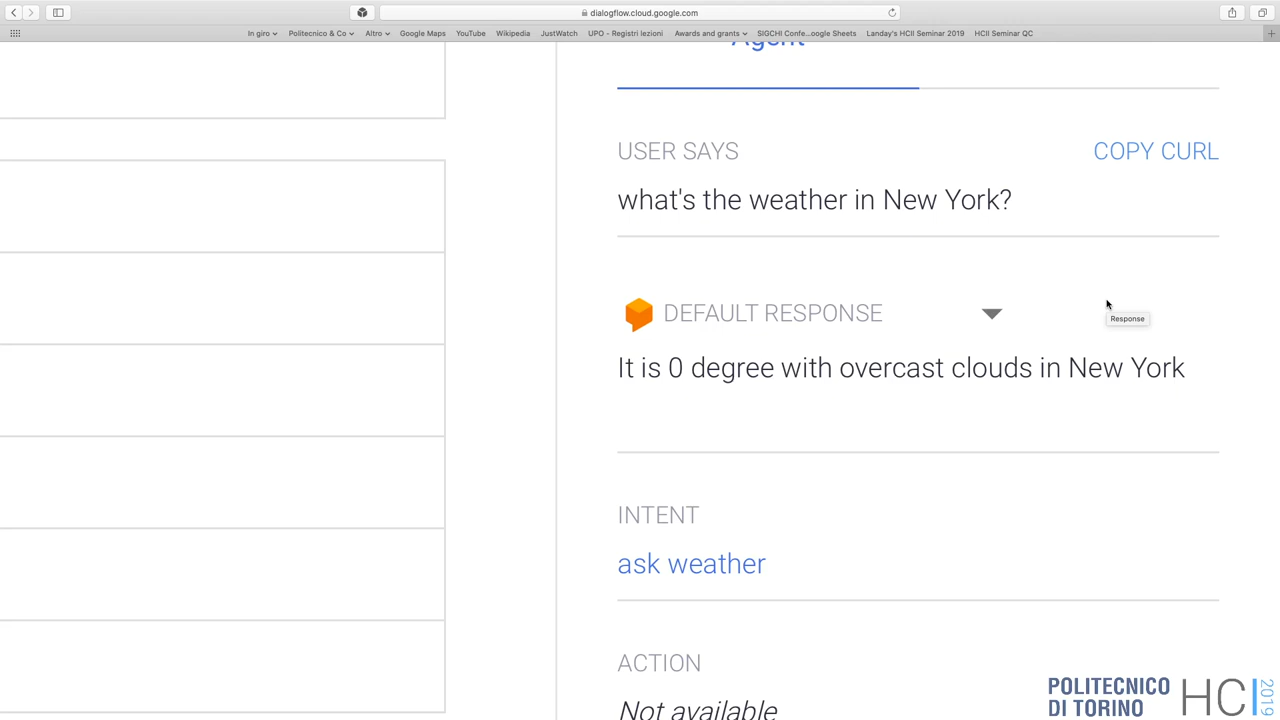 dialogflow.cloud.google.com
In giro
Politecnico & Co
Altro
Google Maps
YouTube
Wikipedia
JustWatch
UPO - Registri lezioni
Awards and grants
SIGCHI Confe...oogle Sheets
Landay's HCII Seminar 2019
HCII Seminar QC
Agent
USER SAYS
COPY CURL
what's the weather in New York?
DEFAULT RESPONSE
Response
It is 0 degree with overcast clouds in New York
INTENT
ask weather
ACTION
Not available
POLITECNICO
DI TORINO
HCI
2019